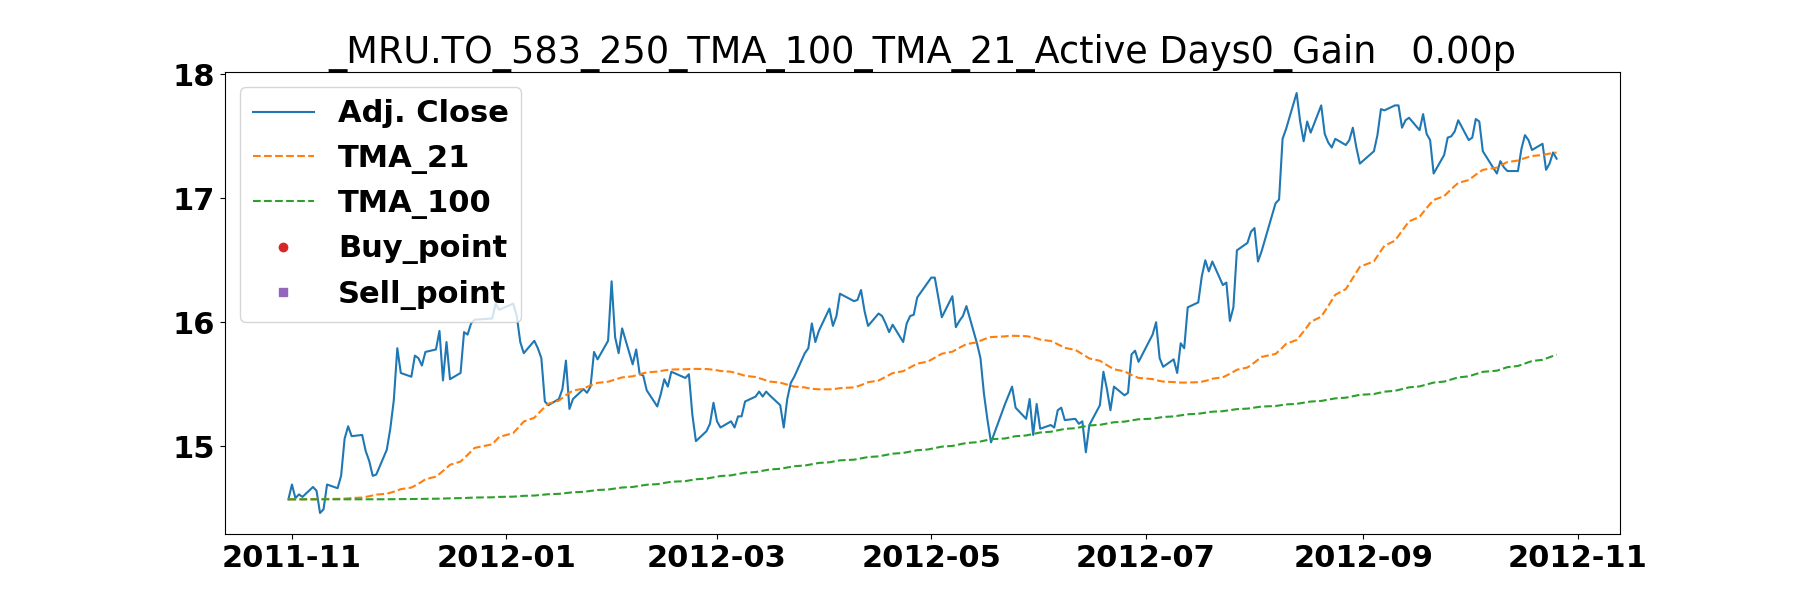 _MRU.TO_583_250_TMA_100_TMA_21_Active Days0_Gain   0.00p
18
17
16
15
Adj. Close
TMA_21
TMA_100
Buy_point
Sell_point
2011-11 2012-01 2012-03 2012-05 2012-07 2012-09 2012-11